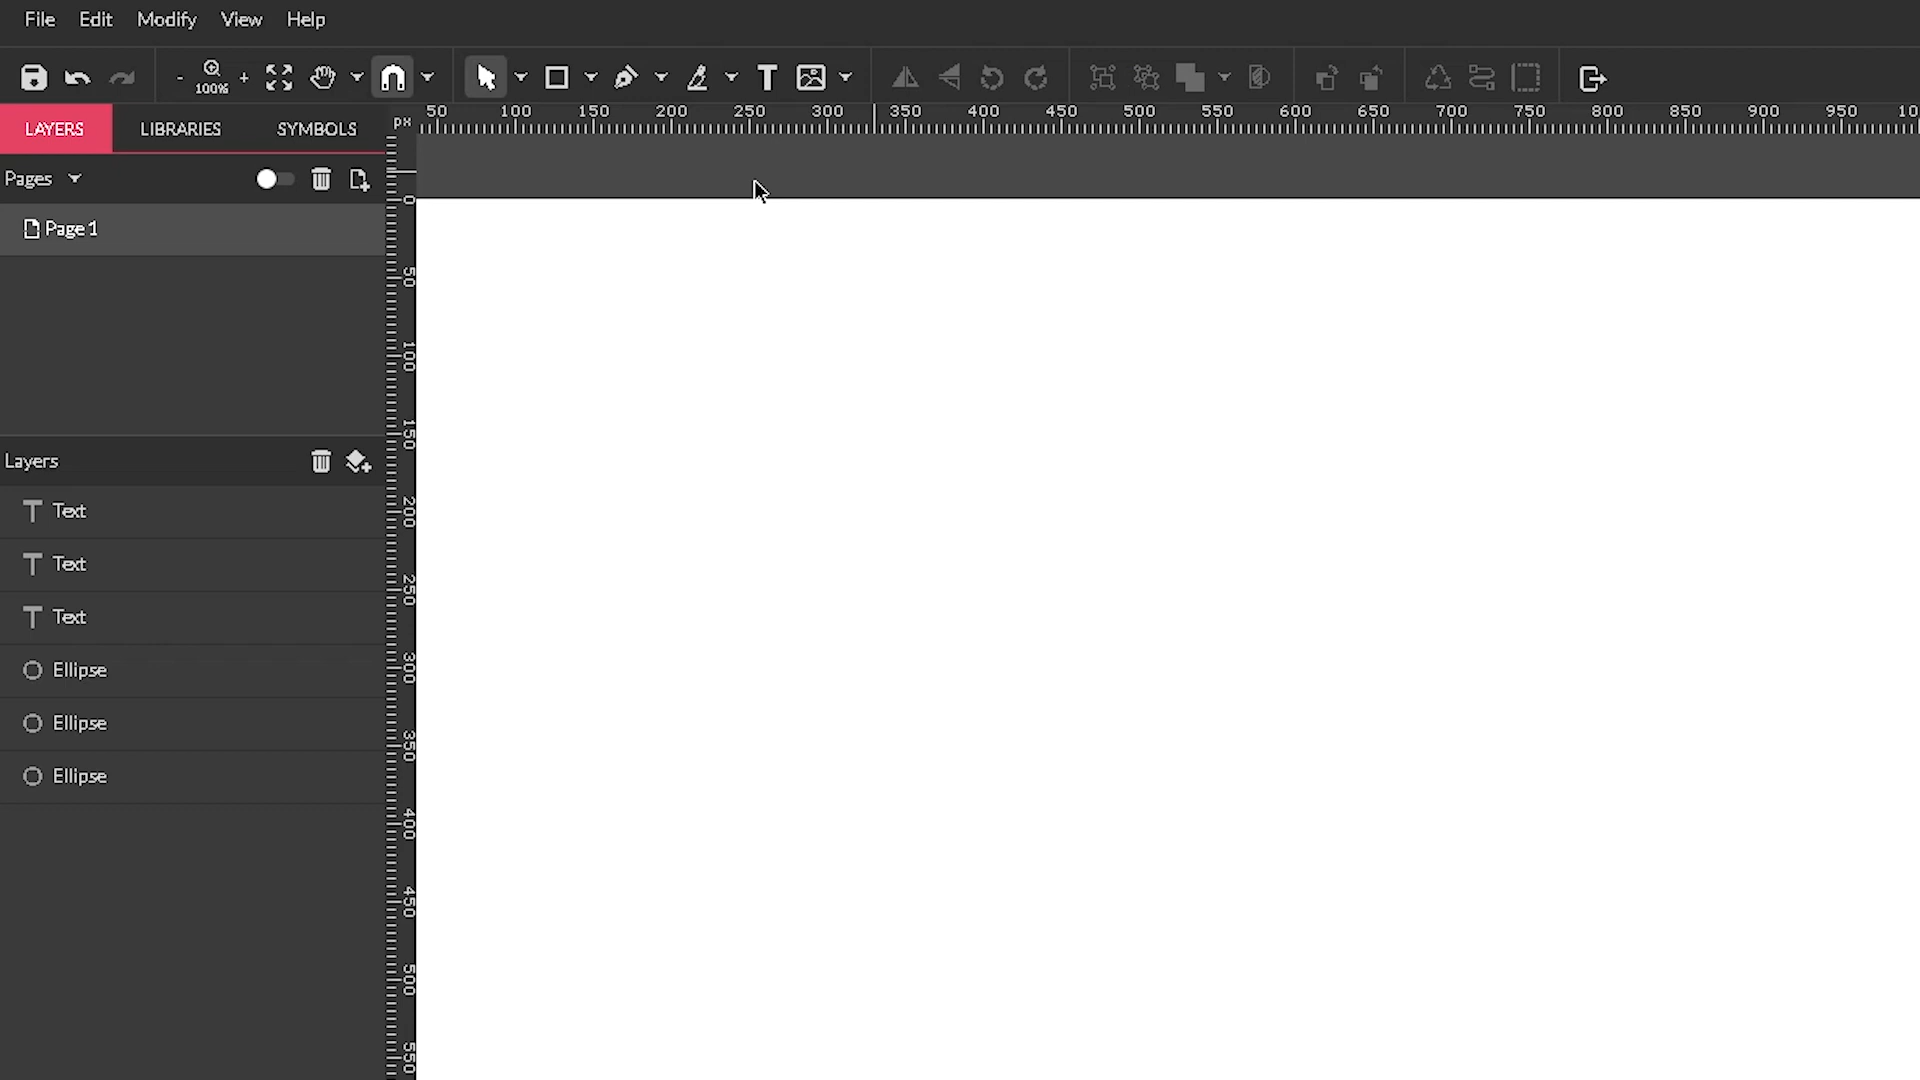 File Edit Modify View Help
- 100% + T
LAYERS LIBRARIES SYMBOLS
px 50 100 150 200 250 300 350 400 450 500 550 600 650 700 750 800 850 900 950
Pages
0
Page 1
50
100
150
Layers
200
T Text
T Text
250
T Text
300
Ellipse
350
Ellipse
Ellipse
400
450
500
550